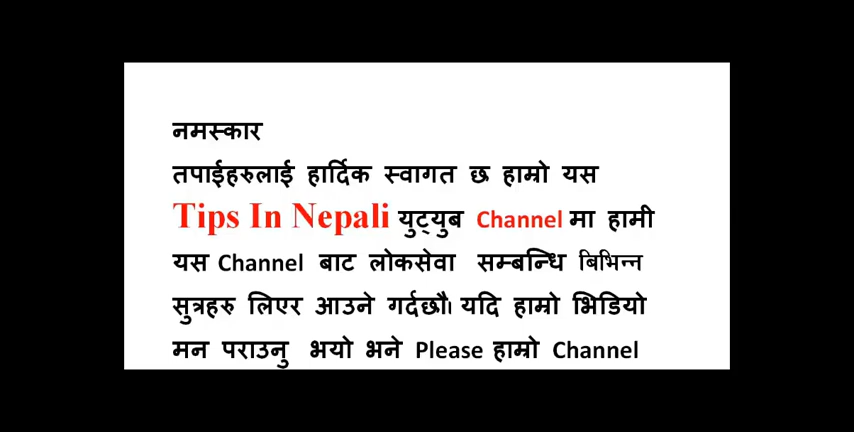 नमस्कार
तपाईहरुलाई हार्दिक स्वागत छ हाम्रो यस
Tips In Nepali युट्युब Channel मा हामी
यस Channel बाट लोकसेवा सम्बन्धि बिभिन्न
सुत्रहरु लिएर आउने गर्दछौ। यदि हाम्रो भिडियो
मन पराउनु भयो भने Please हाम्रो Channel